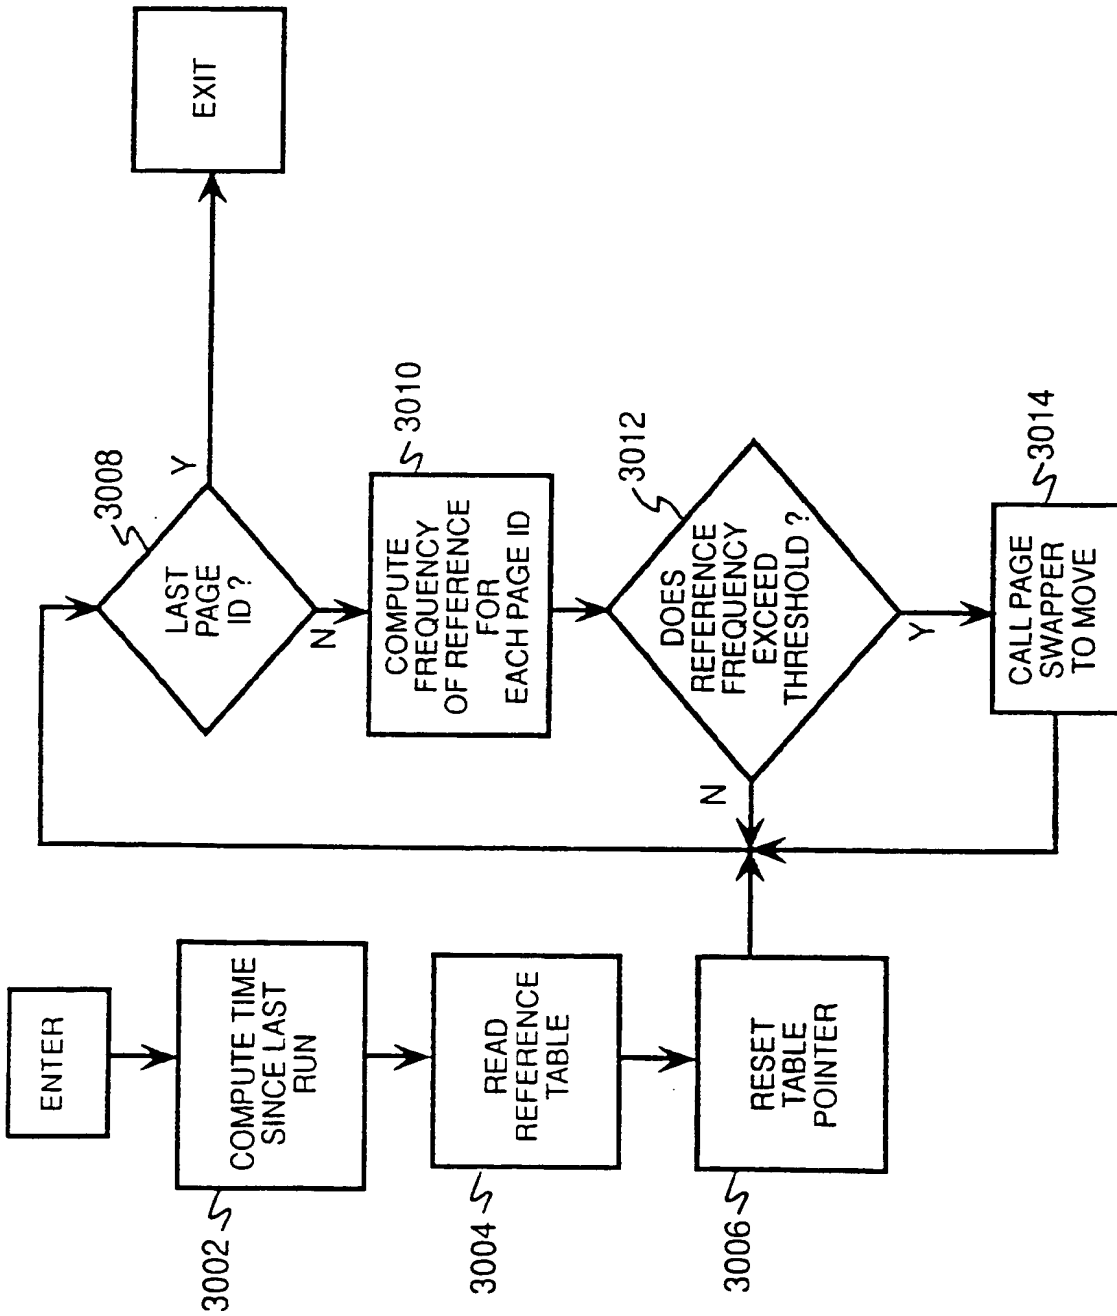 ENTER
3002
COMPUTE TIME
SINCE LAST
RUN
3004
READ
REFERENCE
TABLE
3006
RESET
TABLE
POINTER
3008
LAST
PAGE
ID ?
Y
N
EXIT
3010
COMPUTE
FREQUENCY
OF REFERENCE
FOR
EACH PAGE ID
3012
DOES
REFERENCE
FREQUENCY
EXCEED
THRESHOLD ?
N
Y
3014
CALL PAGE
SWAPPER
TO MOVE